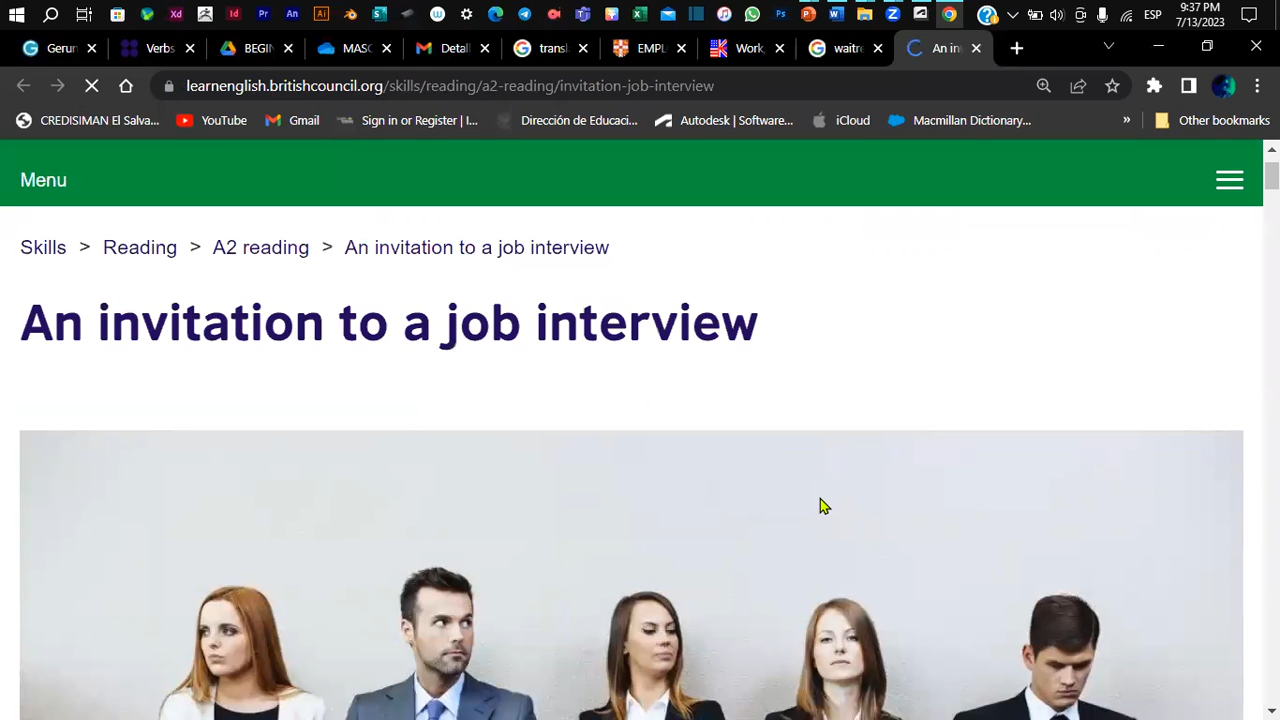 9:37 PM
ESP
7/13/2023
Gerun
Verbs
BEGIN
MASC
Detall
trans
EMPL
Work,
waitre
An in
learnenglish.britishcouncil.org/skills/reading/a2-reading/invitation-job-interview
CREDISIMAN El Salva...
YouTube
Gmail
Sign in or Register | I...
Dirección de Educaci...
Autodesk | Software...
iCloud
Macmillan Dictionary...
»
Other bookmarks
Menu
Skills > Reading > A2 reading > An invitation to a job interview
An invitation to a job interview